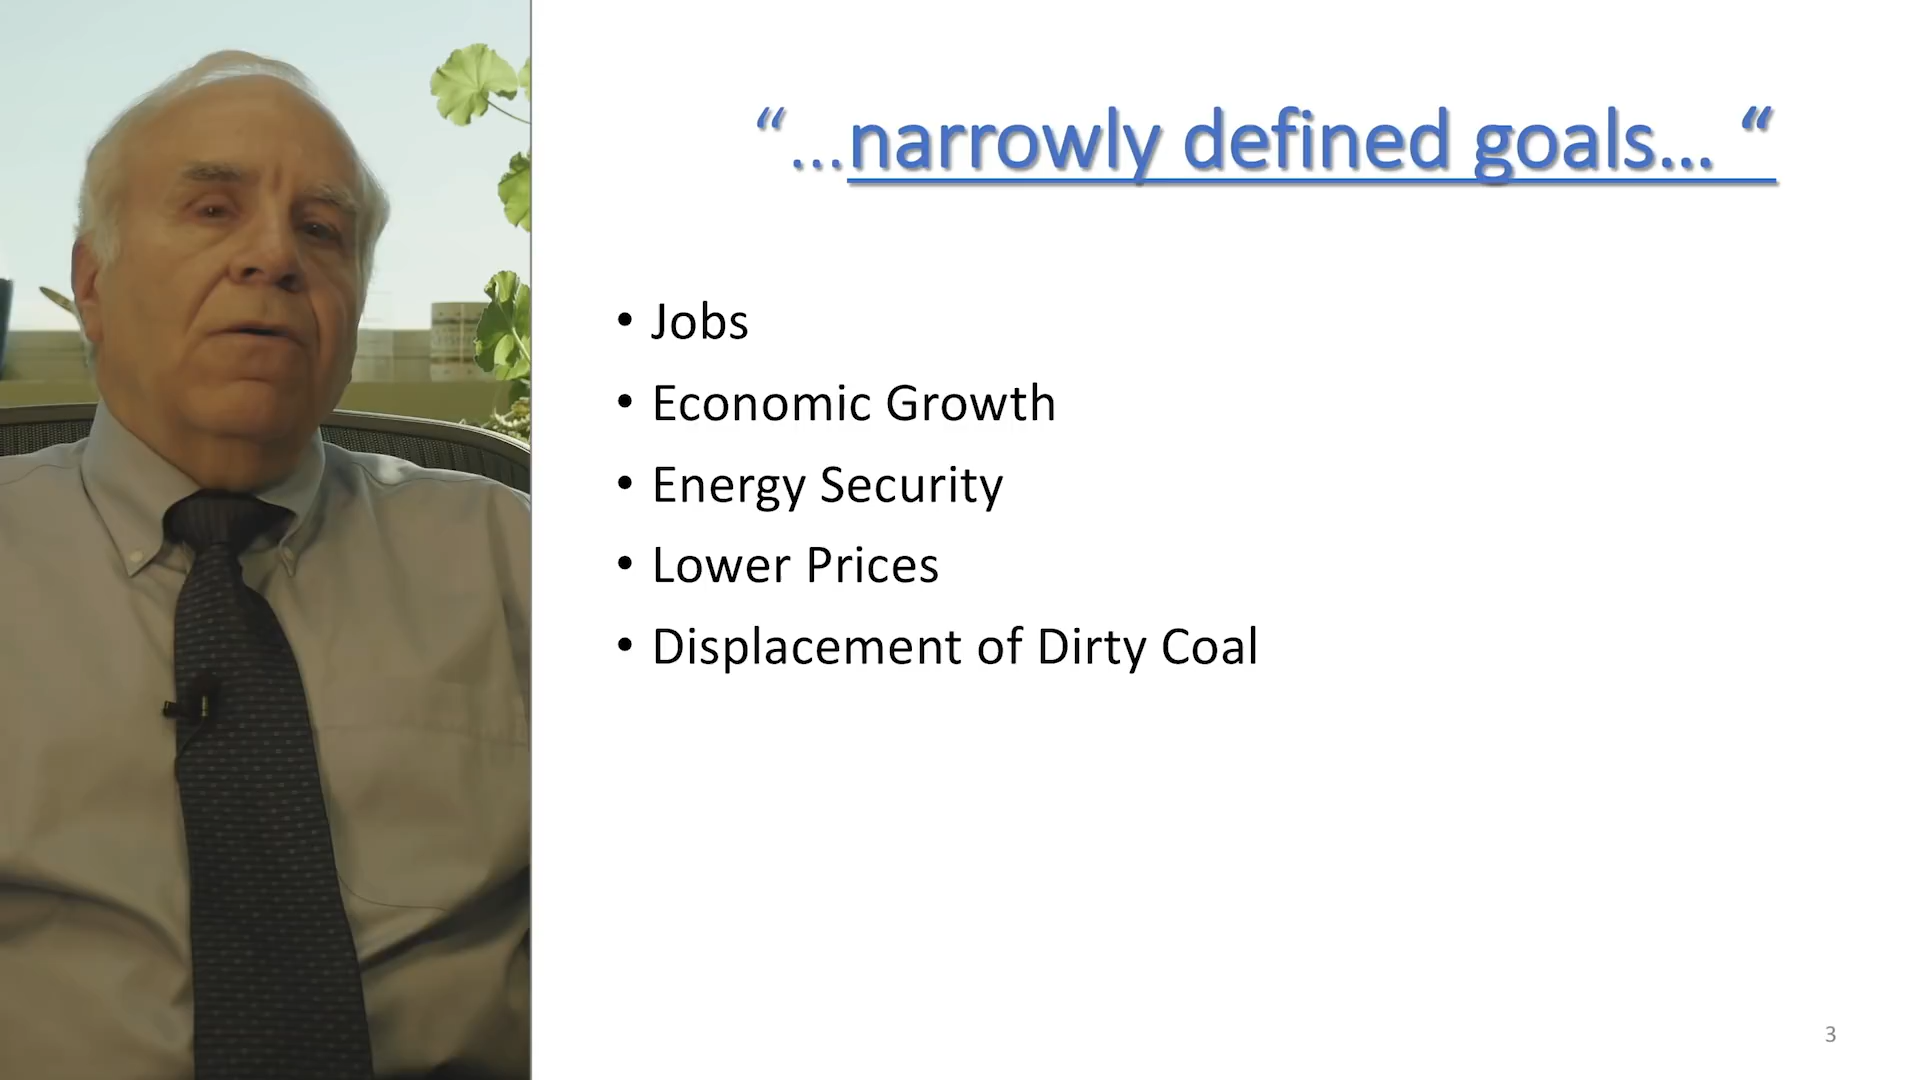 “…narrowly defined goals… “
• Jobs
• Economic Growth
• Energy Security
• Lower Prices
• Displacement of Dirty Coal
3